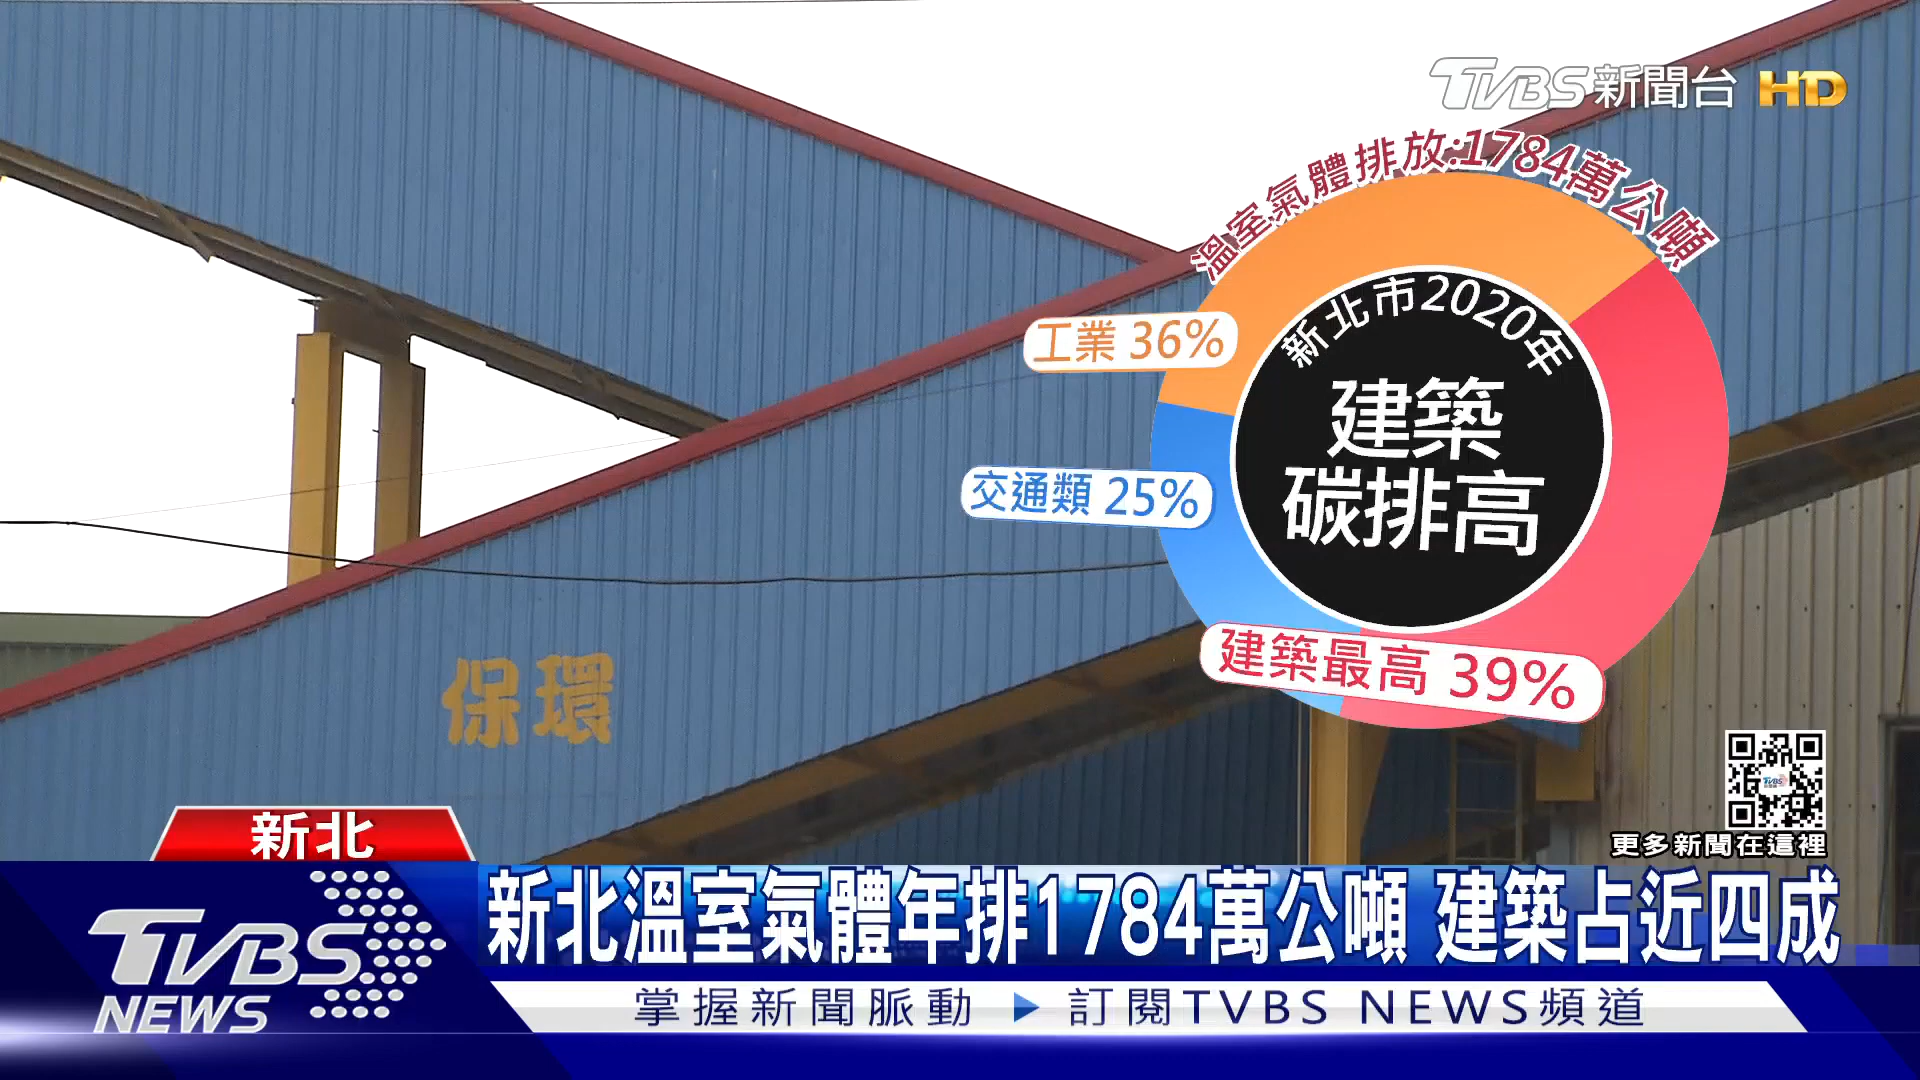 TVBS新聞台 HD
溫室氣體排放:1784萬公噸
新北市2020年
建築
碳排高
工業 36%
交通類 25%
建築最高 39%
保環
更多新聞在這裡
新北
新北溫室氣體年排1784萬公噸 建築占近四成
TVBS
NEWS
掌握新聞脈動 ▶ 訂閱TVBS NEWS頻道